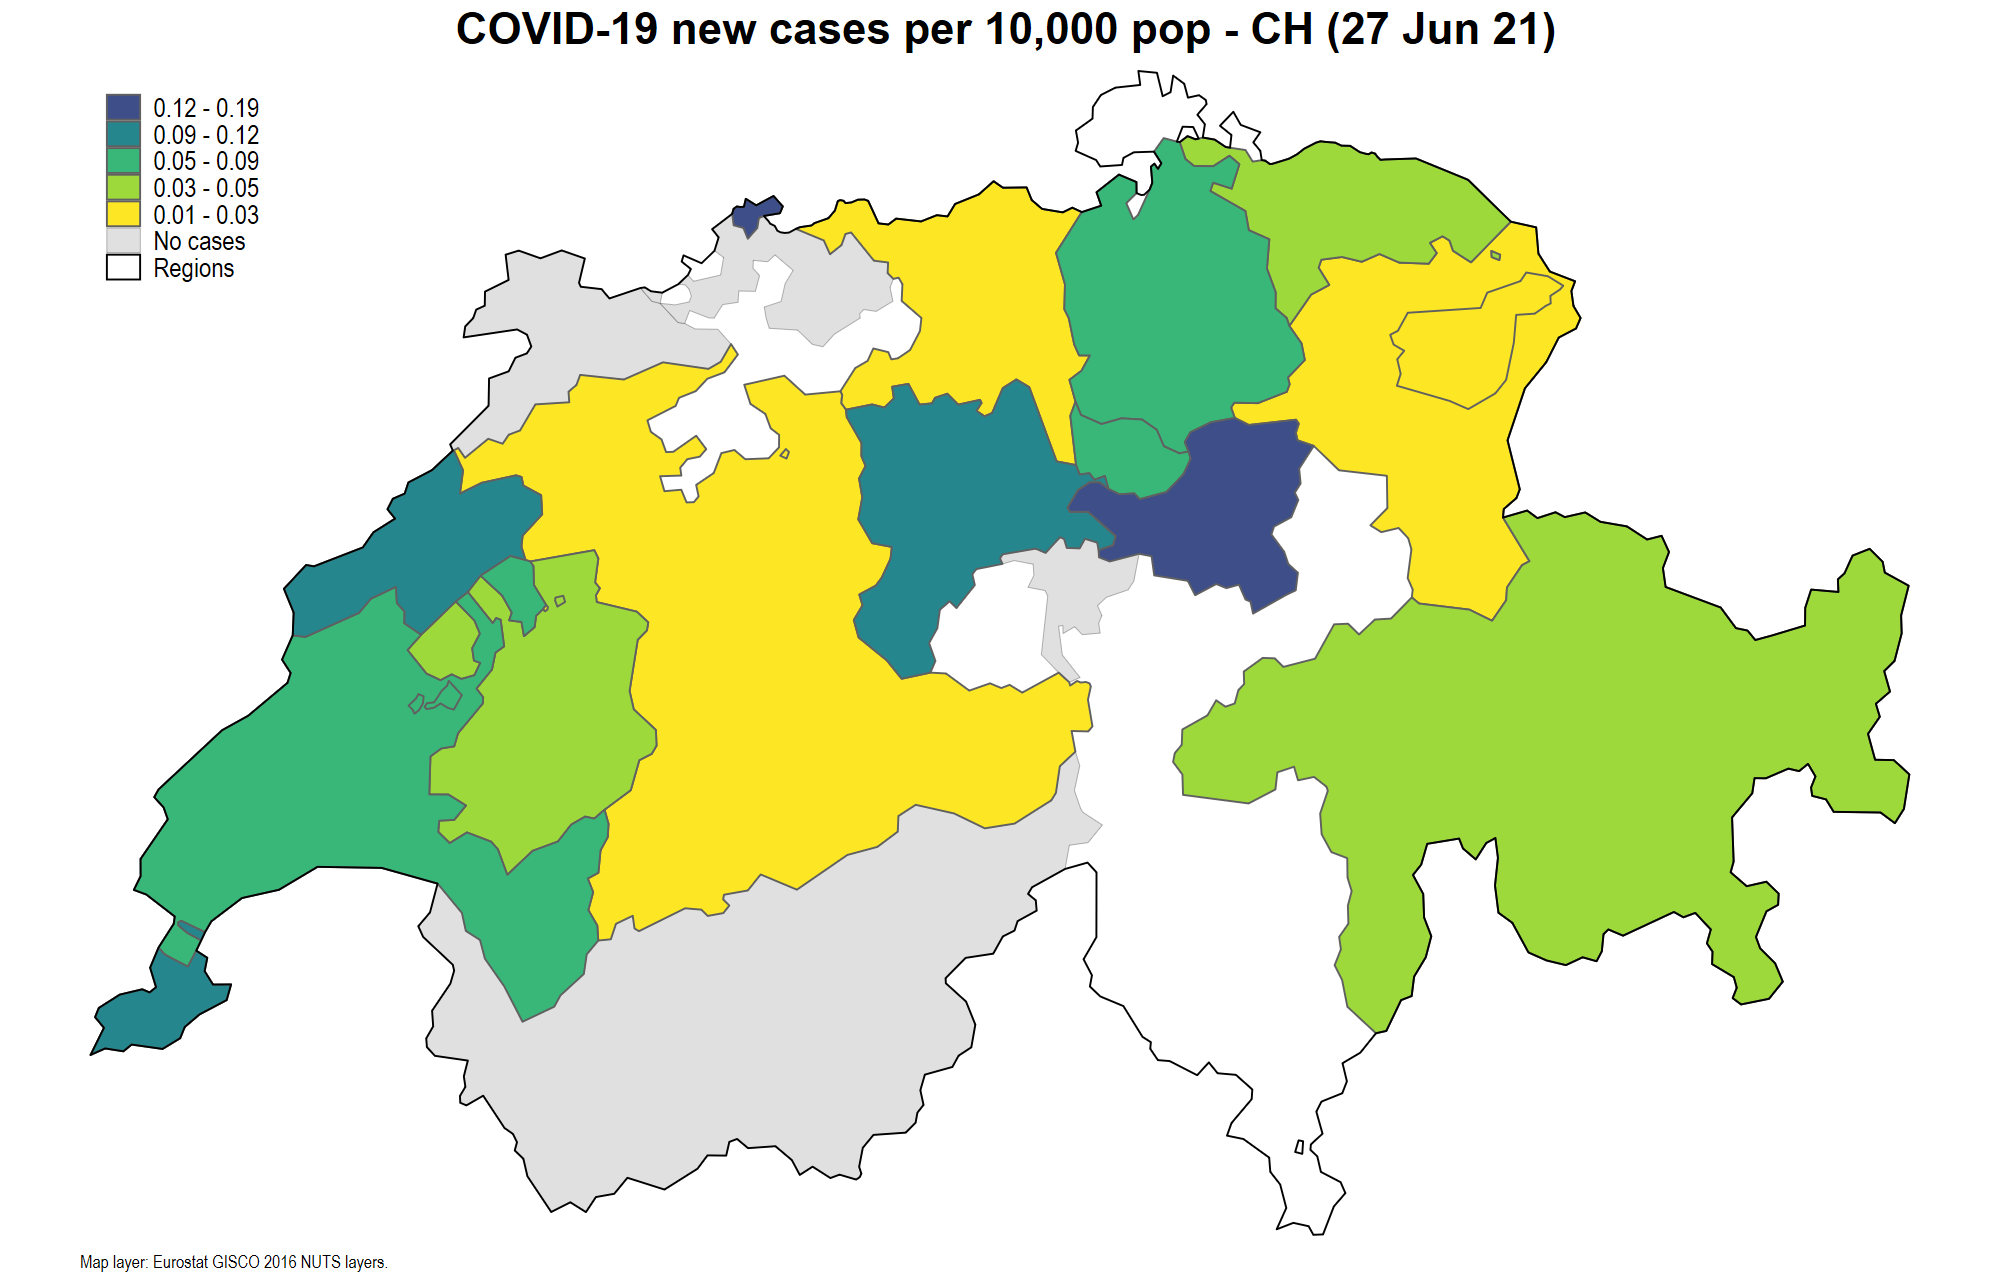 COVID-19 new cases per 10,000 pop - CH (27 Jun 21)
0.12 - 0.19
0.09 - 0.12
0.05 - 0.09
0.03 - 0.05
0.01 - 0.03
No cases
Regions
Map layer: Eurostat GISCO 2016 NUTS layers.